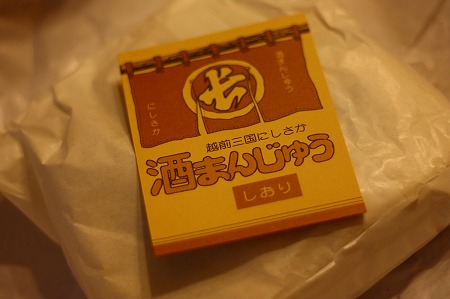 酒まんじゅう
にしさか
越前三国にしさか
酒まんじゅう
しおり